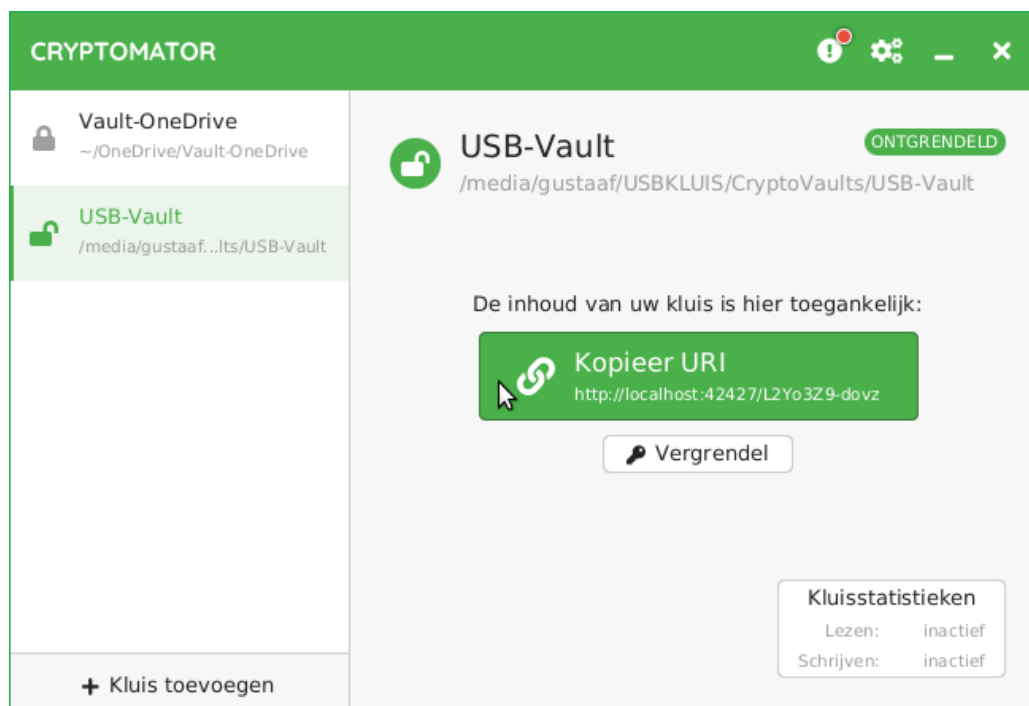 CRYPTOMATOR
Vault-OneDrive
~/OneDrive/Vault-OneDrive
USB-Vault
/media/gustaaf...lts/USB-Vault
+ Kluis toevoegen
USB-Vault
ONTGRENDELD
/media/gustaaf/USBKLUIS/CryptoVaults/USB-Vault
De inhoud van uw kluis is hier toegankelijk:
Kopieer URI
http://localhost:42427/L2Yo3Z9-dovz
Vergrendel
Kluisstatistieken
Lezen: inactief
Schrijven: inactief